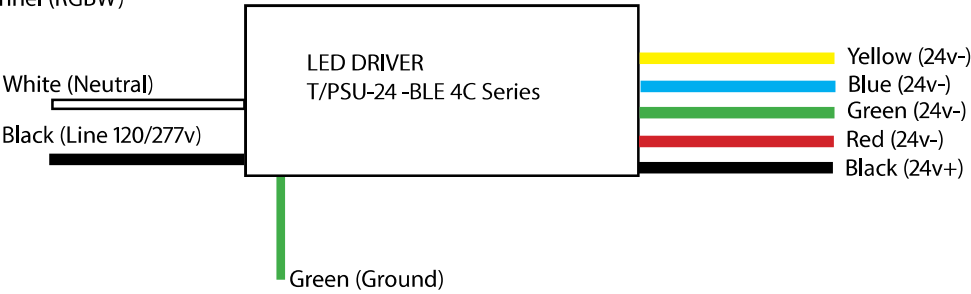 (RGBW)
LED DRIVER
T/PSU-24 -BLE 4C Series
White (Neutral)
Black (Line 120/277v)
Green (Ground)
Yellow (24v-)
Blue (24v-)
Green (24v-)
Red (24v-)
Black (24v+)